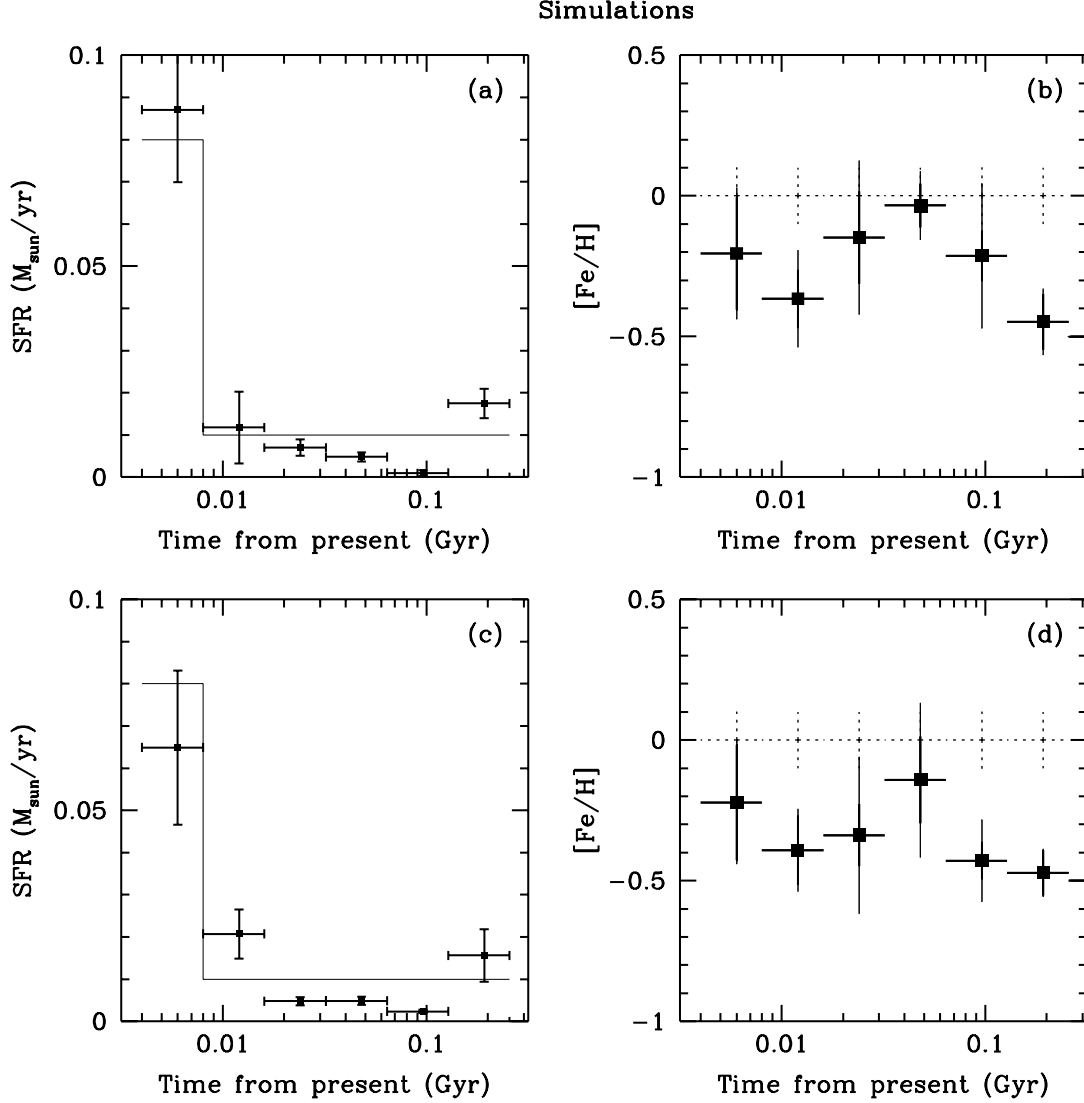 Simulations
(a)
0.1
0.05
0
SFR (M_sun/yr)
0.01
0.1
Time from present (Gyr)
(b)
0.5
0
−0.5
−1
[Fe/H]
0.01
0.1
Time from present (Gyr)
(c)
0.1
0.05
0
SFR (M_sun/yr)
0.01
0.1
Time from present (Gyr)
(d)
0.5
0
−0.5
−1
[Fe/H]
0.01
0.1
Time from present (Gyr)